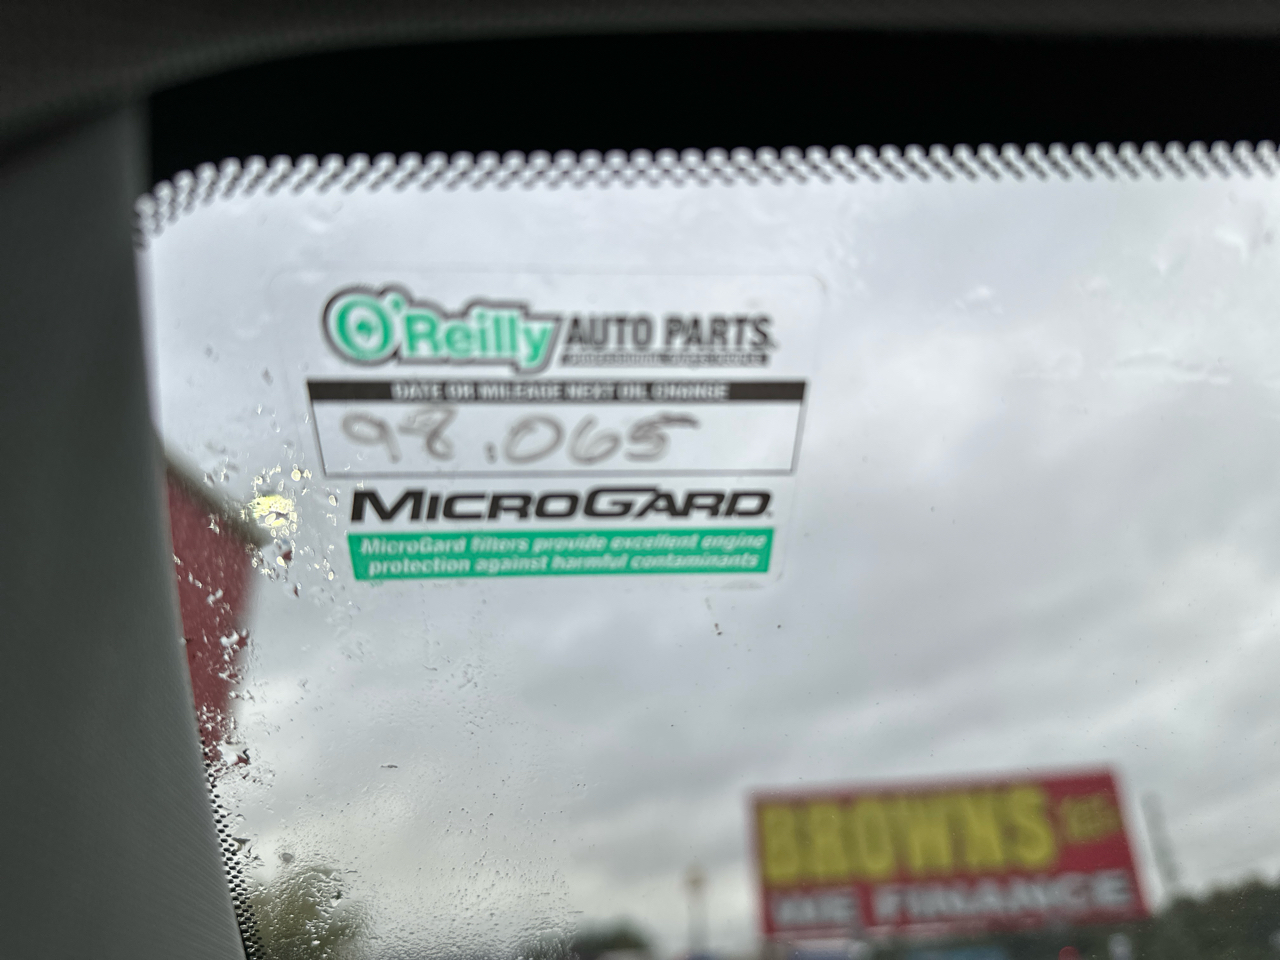 O'Reilly AUTO PARTS
DATE OR MILEAGE NEXT OIL CHANGE
98,065
MICROGARD
MicroGard filters provide excellent engine
protection against harmful contaminants
BROWNS
WE FINANCE